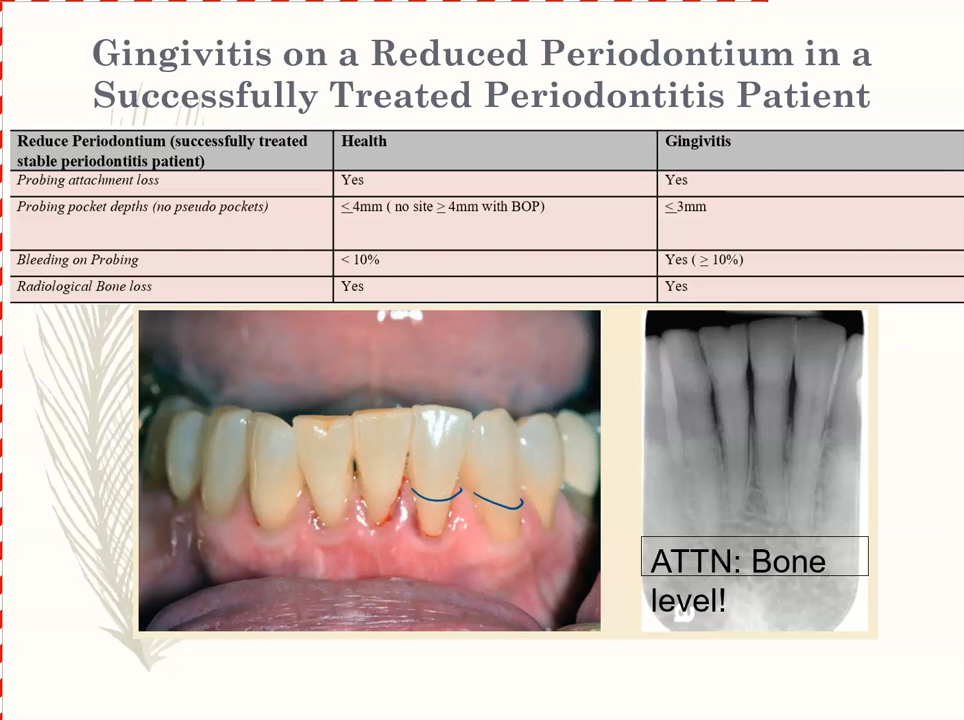 Gingivitis on a Reduced Periodontium in a
Successfully Treated Periodontitis Patient
Reduce Periodontium (successfully treated
stable periodontitis patient)
Health
Gingivitis
Probing attachment loss
Yes
Yes
Probing pocket depths (no pseudo pockets)
≤ 4mm ( no site ≥ 4mm with BOP)
≤ 3mm
Bleeding on Probing
< 10%
Yes ( ≥ 10%)
Radiological Bone loss
Yes
Yes
ATTN: Bone
level!